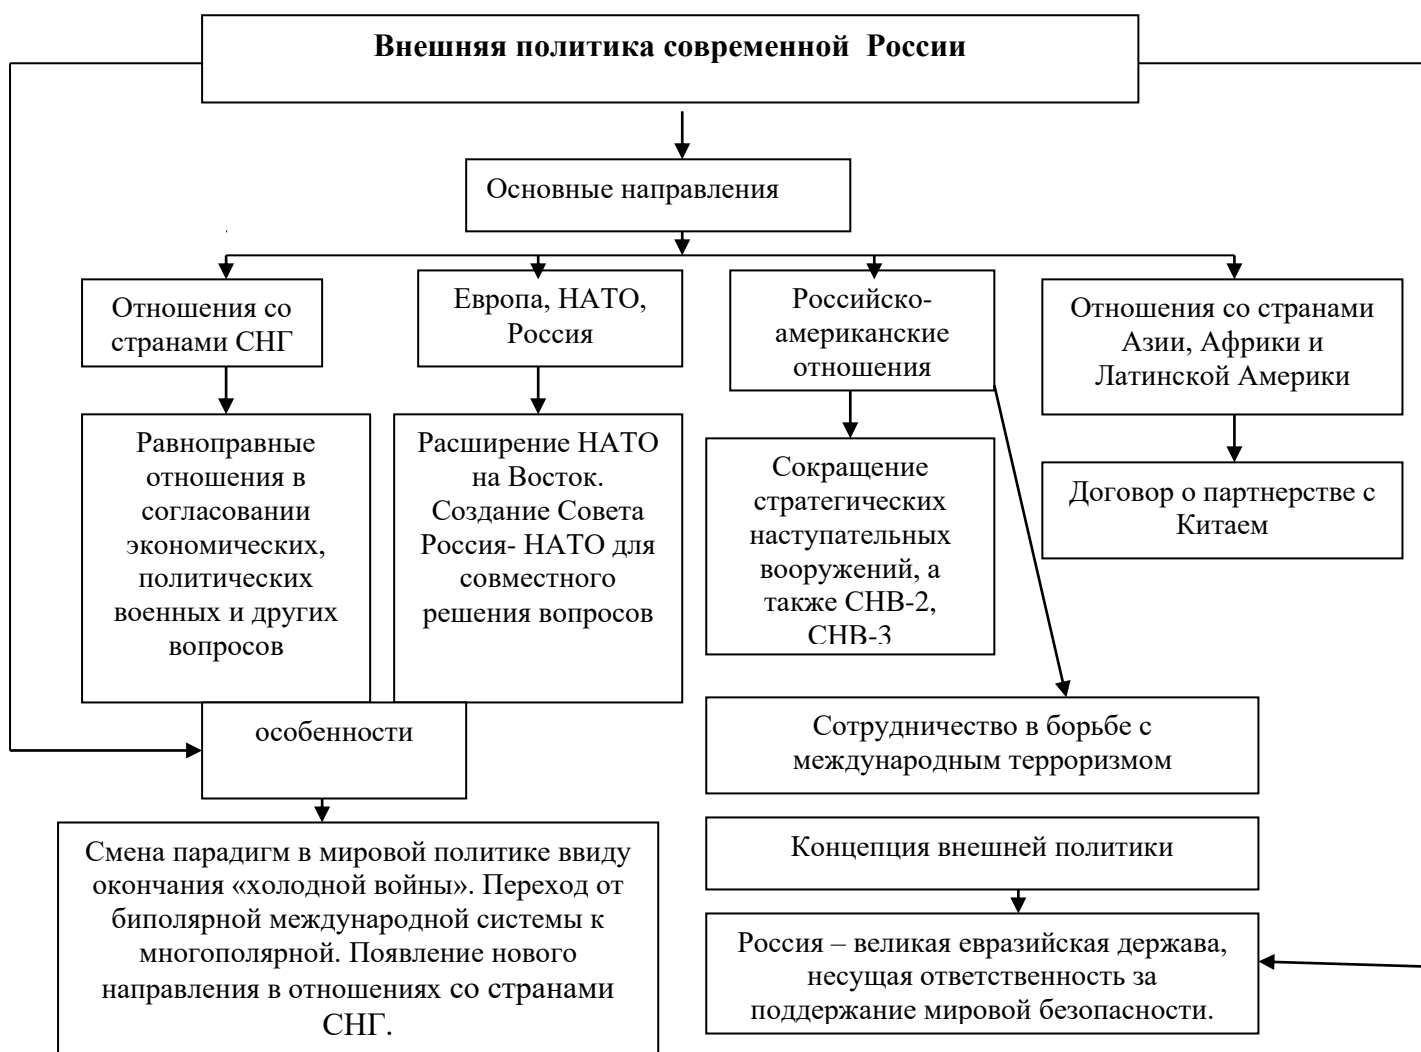 Внешняя политика современной России
Основные направления
Отношения со
странами СНГ
Европа, НАТО,
Россия
Российско-
американские
отношения
Отношения со странами
Азии, Африки и
Латинской Америки
Равноправные
отношения в
согласовании
экономических,
политических
военных и других
вопросов
Расширение НАТО
на Восток.
Создание Совета
Россия- НАТО для
совместного
решения вопросов
Сокращение
стратегических
наступательных
вооружений, а
также СНВ-2,
СНВ-3
Договор о партнерстве с
Китаем
Сотрудничество в борьбе с
международным терроризмом
особенности
Смена парадигм в мировой политике ввиду
окончания «холодной войны». Переход от
биполярной международной системы к
многополярной. Появление нового
направления в отношениях со странами
СНГ.
Концепция внешней политики
Россия – великая евразийская держава,
несущая ответственность за
поддержание мировой безопасности.